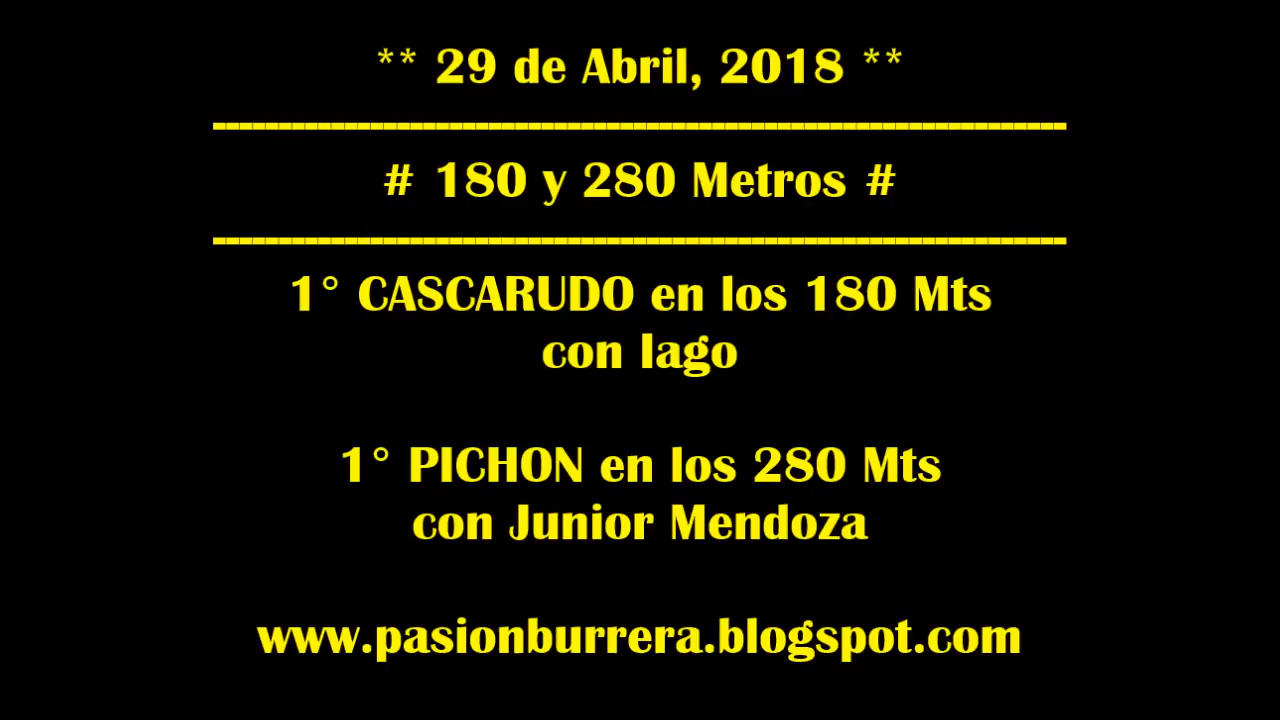 ** 29 de Abril, 2018 **
-----------------------------------------------------------------
# 180 y 280 Metros #
-----------------------------------------------------------------
1° CASCARUDO en los 180 Mts
con Iago
1° PICHON en los 280 Mts
con Junior Mendoza
www.pasionburrera.blogspot.com